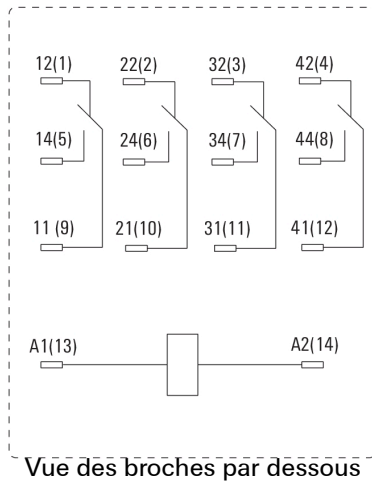 12(1) 22(2) 32(3) 42(4)
14(5) 24(6) 34(7) 44(8)
11 (9) 21(10) 31(11) 41(12)
A1(13) A2(14)
Vue des broches par dessous